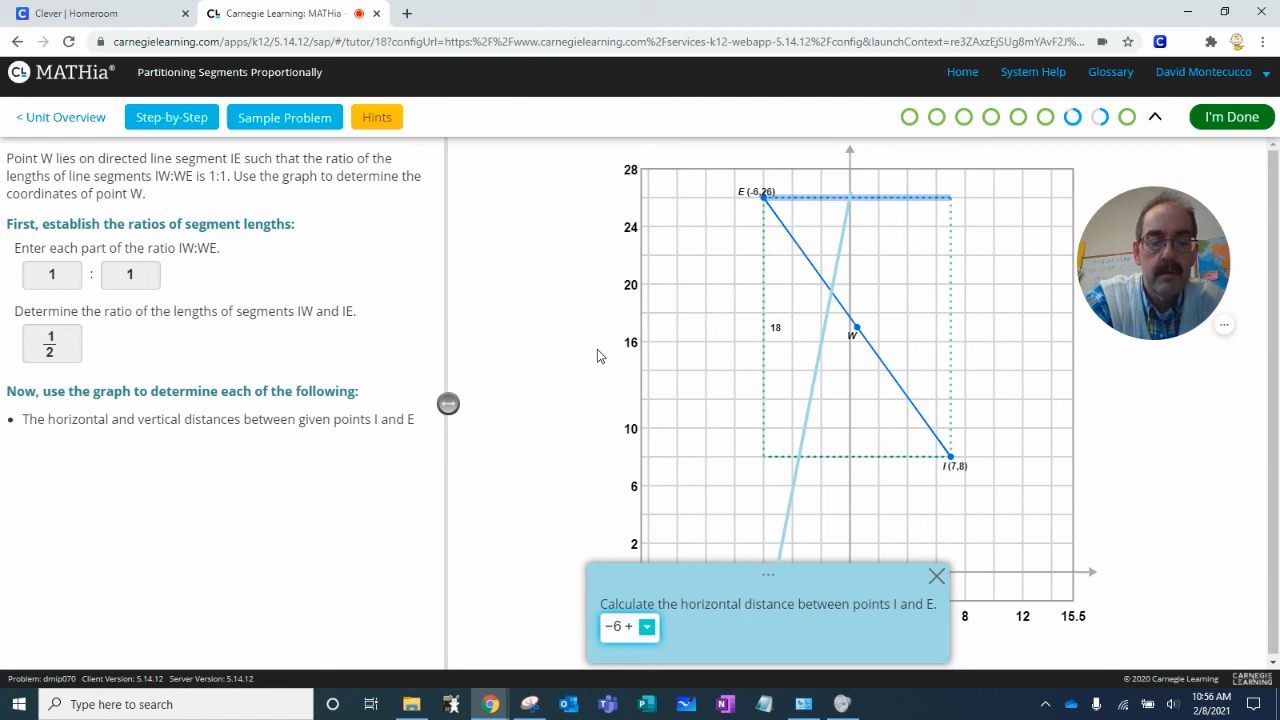 Clever | Homeroom
Carnegie Learning: MATHia
carnegielearning.com/apps/k12/5.14.12/sap/#/tutor/18?configUrl=https%2F%2Fwww.carnegielearning.com%2Fservices-k12-webapp-5.14.12%2Fconfig&launchContext=re3ZAxzEjSUg8mYAvF2J%...
CL MATHia®
Partitioning Segments Proportionally
Home
System Help
Glossary
David Montecucco
< Unit Overview
Step-by-Step
Sample Problem
Hints
I'm Done
Point W lies on directed line segment IE such that the ratio of the
lengths of line segments IW:WE is 1:1. Use the graph to determine the
coordinates of point W.
First, establish the ratios of segment lengths:
Enter each part of the ratio IW:WE.
1 : 1
Determine the ratio of the lengths of segments IW and IE.
1
2
Now, use the graph to determine each of the following:
• The horizontal and vertical distances between given points I and E
28
E (-6,26)
24
20
18
W
16
10
I (7,8)
6
2
8 12 15.5
...
Calculate the horizontal distance between points I and E.
−6 +
Problem: dmip070 Client Version: 5.14.12 Server Version: 5.14.12
© 2020 Carnegie Learning
CARNEGIE
LEARNING
Type here to search
10:56 AM
2/8/2021